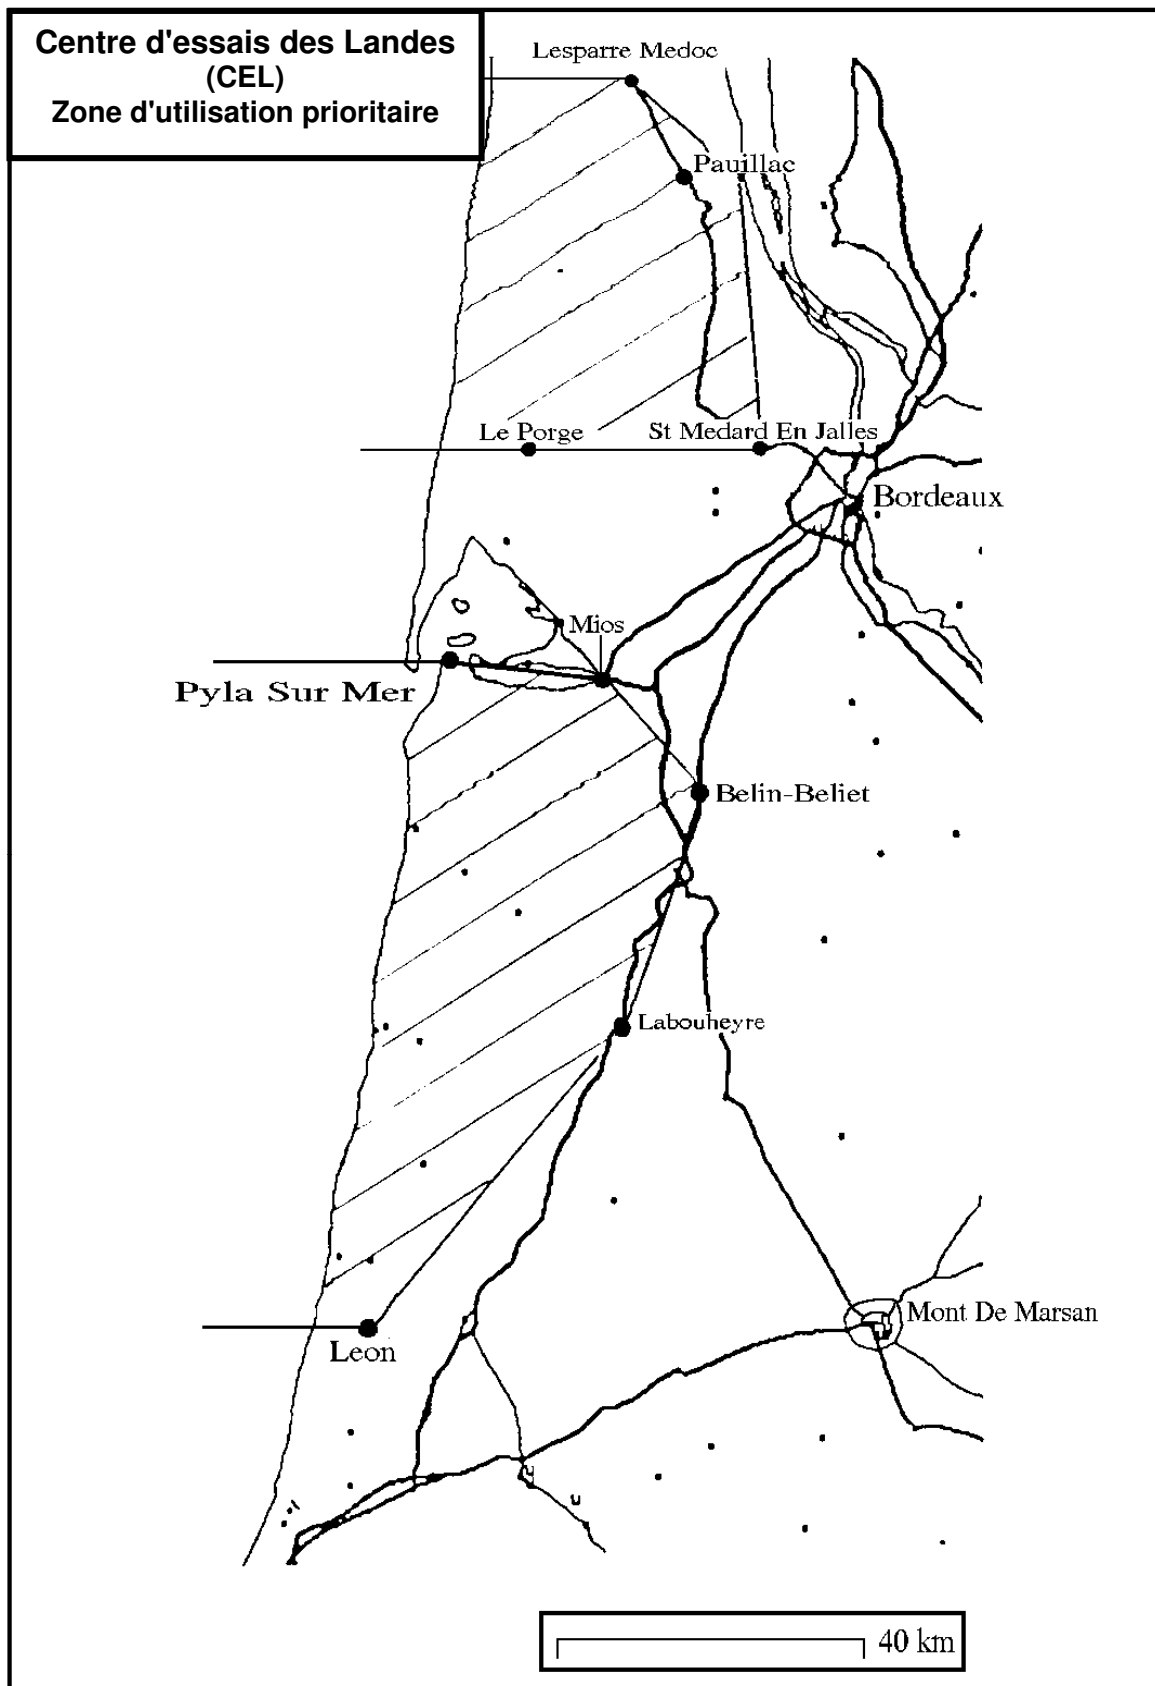 Centre d'essais des Landes
(CEL)
Zone d'utilisation prioritaire
Lesparre Medoc
Pauillac
Le Porge
St Medard En Jalles
Bordeaux
Mios
Pyla Sur Mer
Belin-Beliet
Labouheyre
Mont De Marsan
Leon
40 km